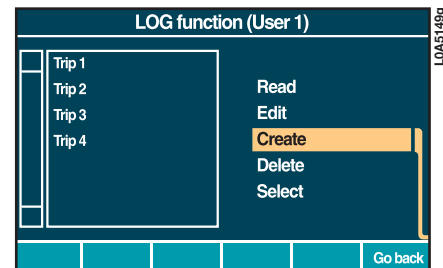 LOG function (User 1)
Trip 1
Trip 2
Trip 3
Trip 4
Read
Edit
Create
Delete
Select
Go back
L0A5149g